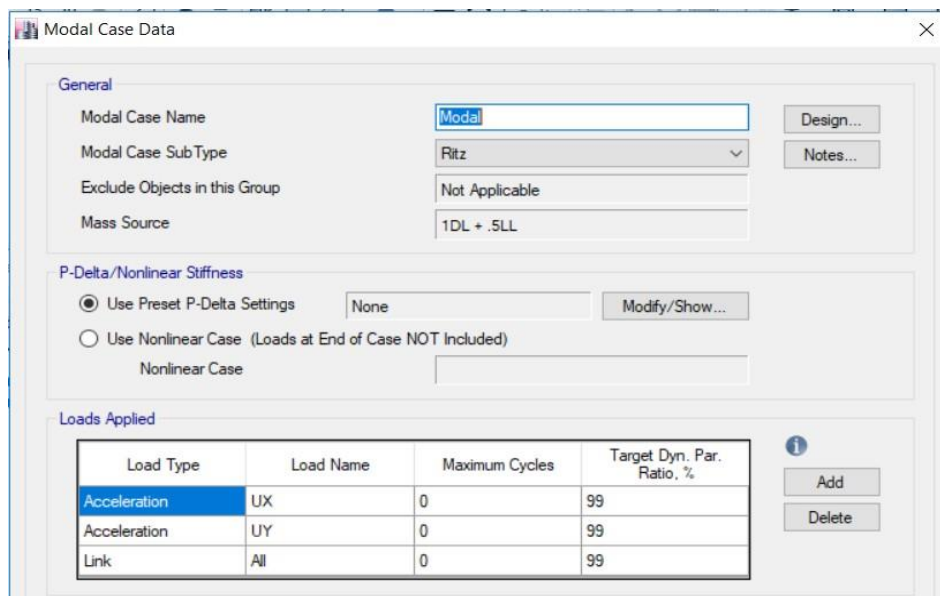 Modal Case Data
General
Modal Case Name Modal Design...
Modal Case SubType Ritz Notes...
Exclude Objects in this Group Not Applicable
Mass Source 1DL + .5LL
P-Delta/Nonlinear Stiffness
Use Preset P-Delta Settings None Modify/Show...
Use Nonlinear Case (Loads at End of Case NOT Included)
Nonlinear Case
Loads Applied
Load Type Load Name Maximum Cycles Target Dyn. Par. Ratio, %
Acceleration UX 0 99
Acceleration UY 0 99
Link All 0 99
Add
Delete